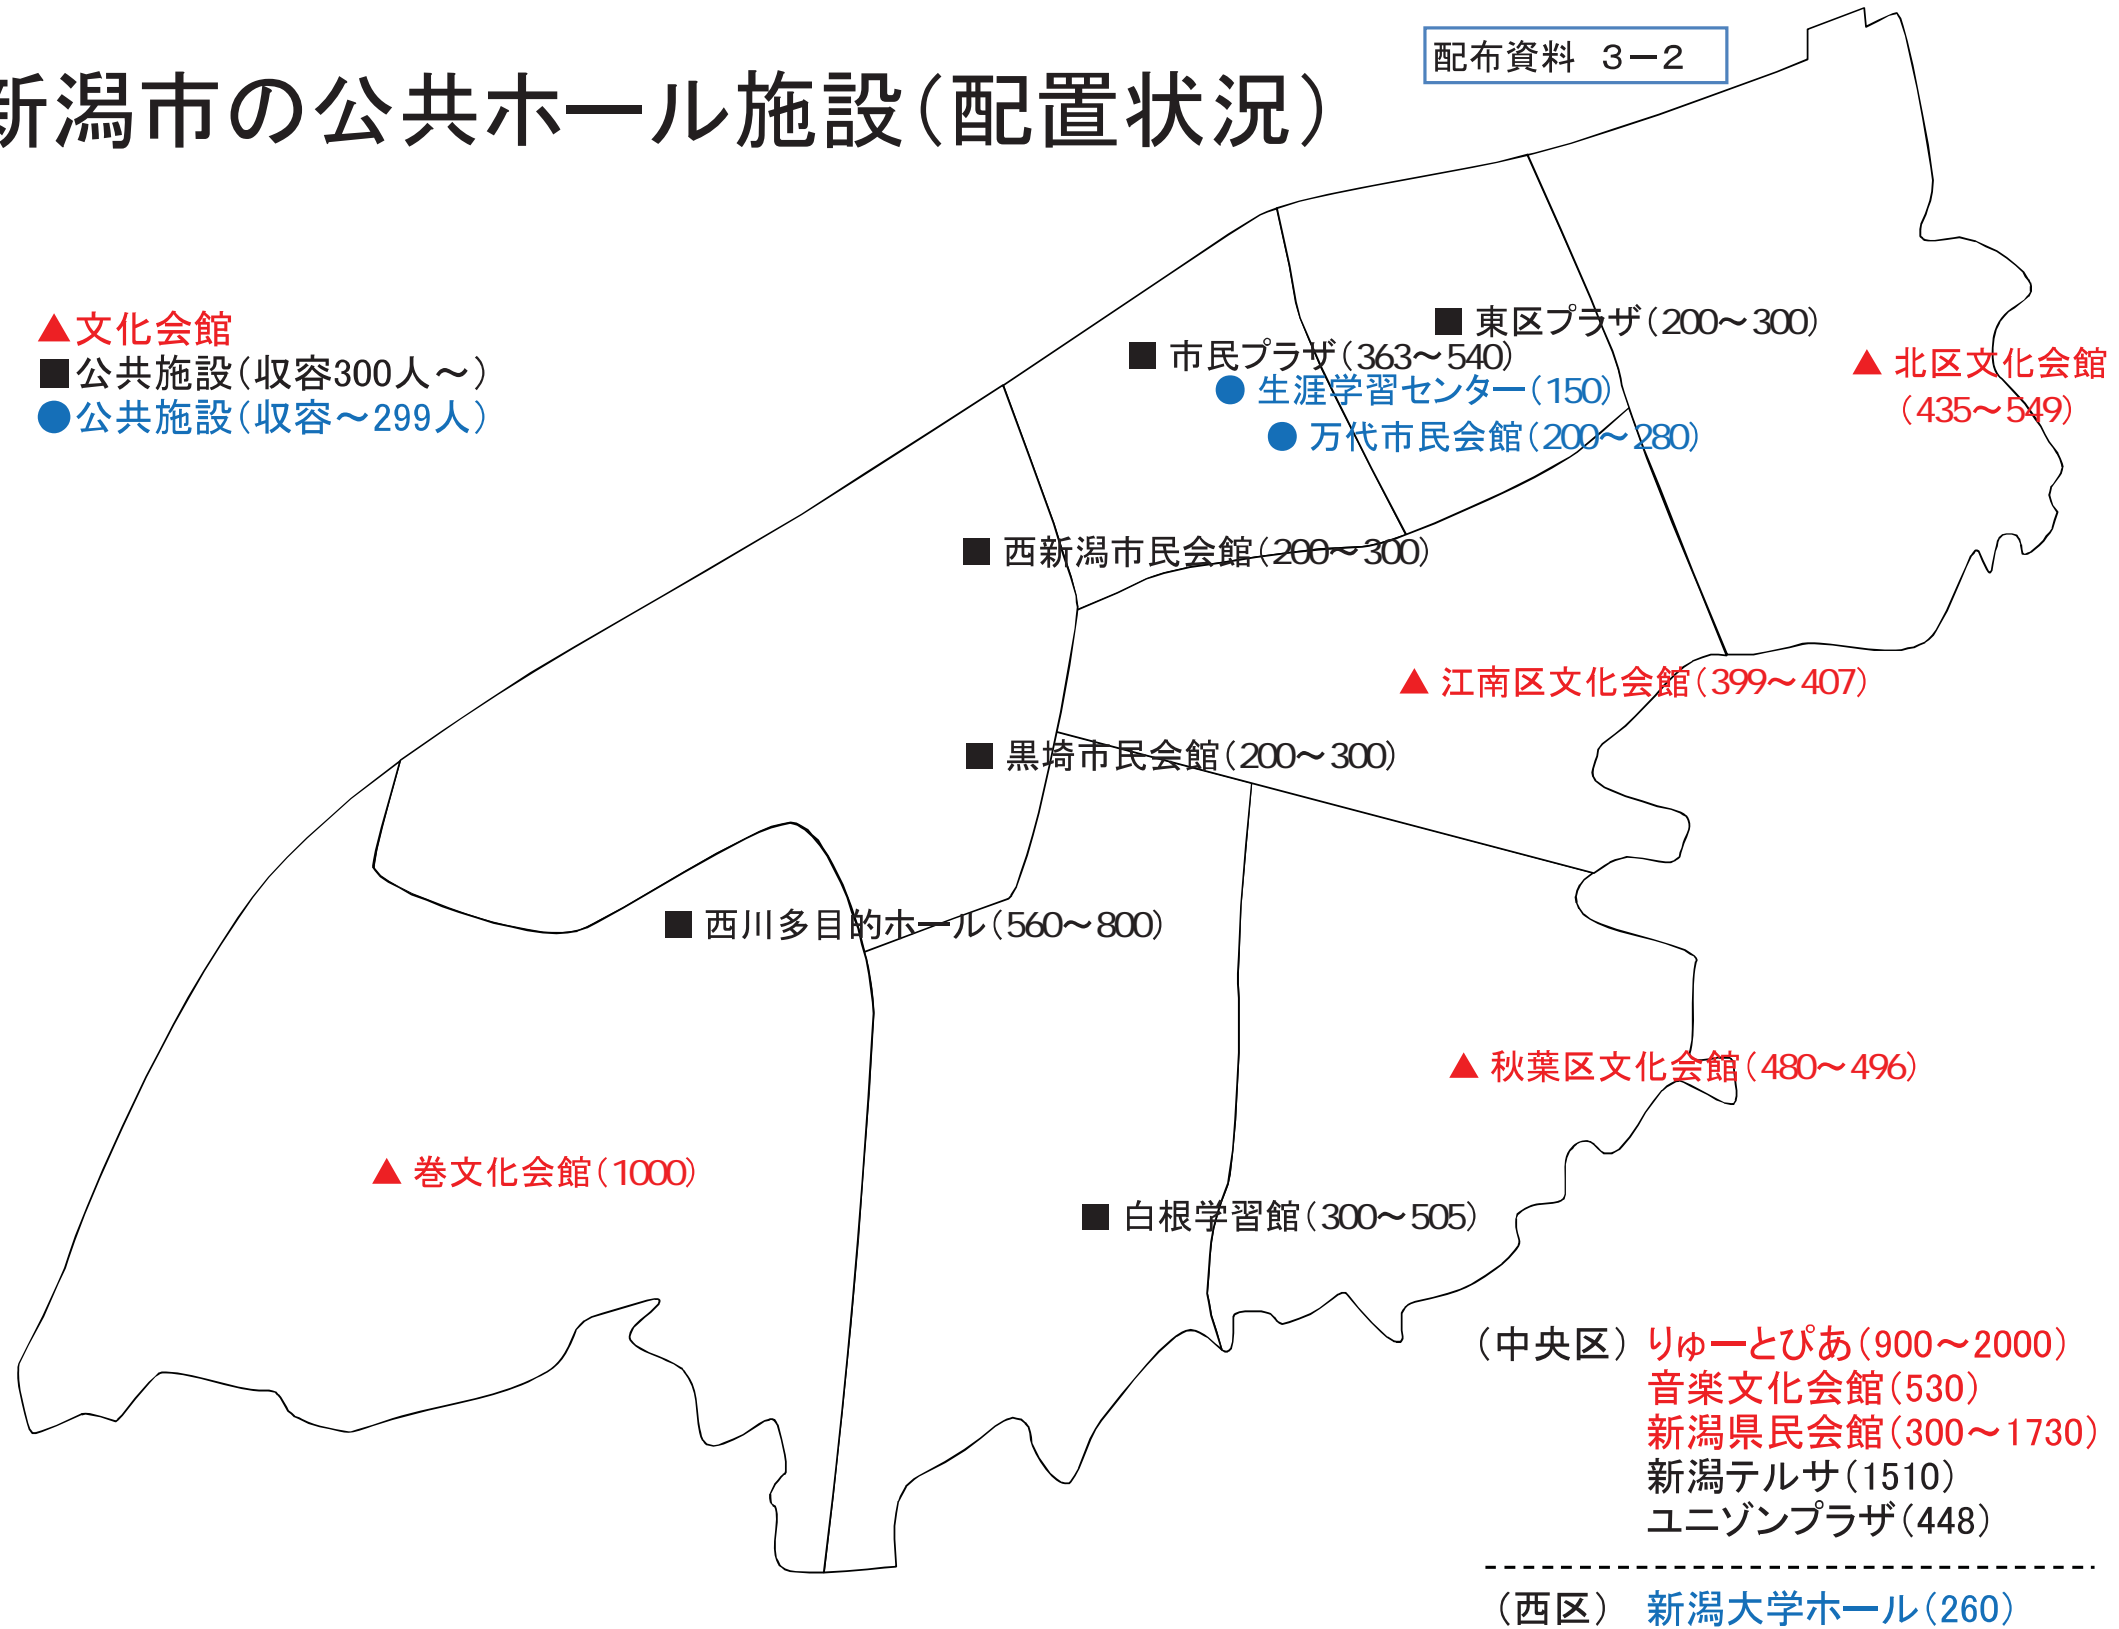 配布資料 3－2
新潟市の公共ホール施設(配置状況)
▲文化会館
■公共施設(収容300人～)
●公共施設(収容～299人)
■ 東区プラザ(200～300)
■ 市民プラザ(363～540)
▲ 北区文化会館
(435～549)
● 生涯学習センター(150)
● 万代市民会館(200～280)
■ 西新潟市民会館(200～300)
▲ 江南区文化会館(399～407)
■ 黒埼市民会館(200～300)
■ 西川多目的ホール(560～800)
▲ 秋葉区文化会館(480～496)
▲ 巻文化会館(1000)
■ 白根学習館(300～505)
(中央区) りゅーとぴあ(900～2000)
音楽文化会館(530)
新潟県民会館(300～1730)
新潟テルサ(1510)
ユニゾンプラザ(448)
(西区) 新潟大学ホール(260)